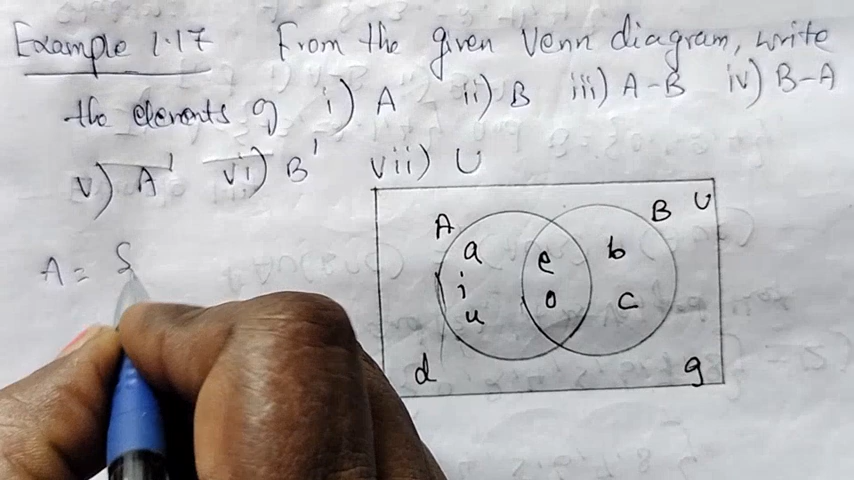 Example 1.17 From the given Venn diagram, write
the elements of i) A ii) B iii) A-B iv) B-A
v) A' vi) B' vii) U
A B U
a e b
i
u o c
d g
A = {